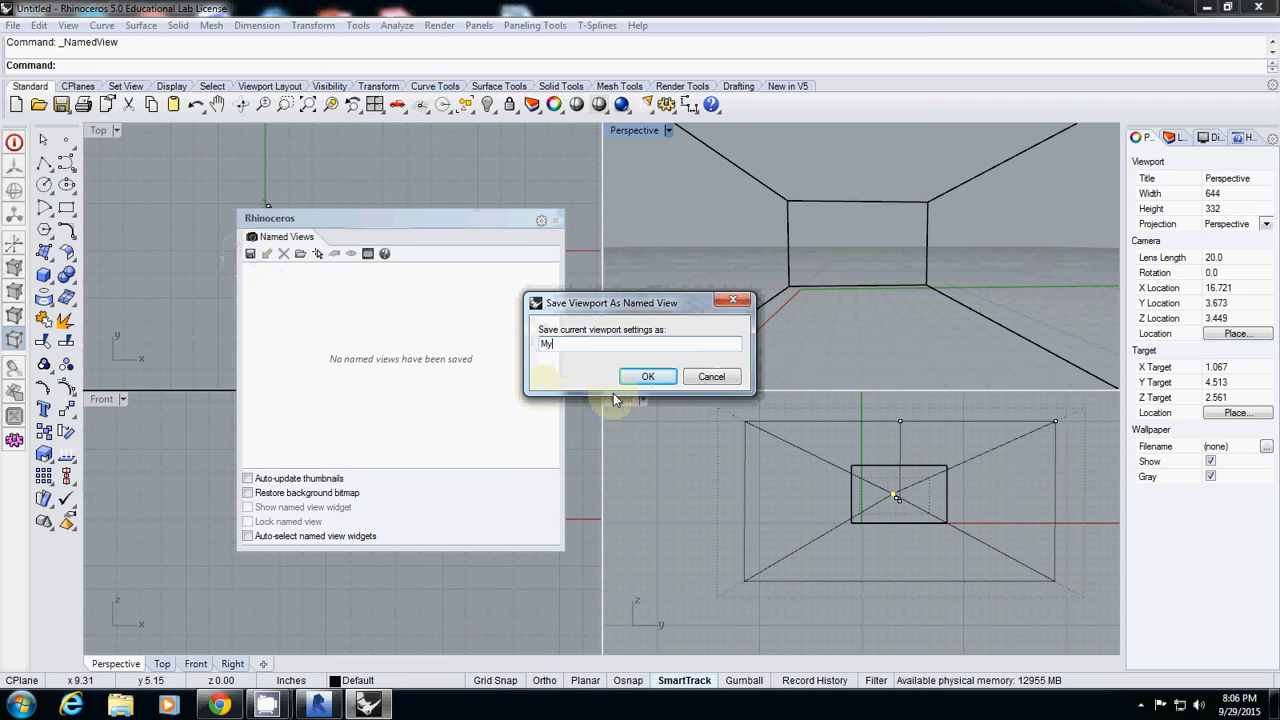 Untitled - Rhinoceros 5.0 Educational Lab License
File Edit View Curve Surface Solid Mesh Dimension Transform Tools Analyze Render Panels Paneling Tools T-Splines Help
Command: _NamedView
Command:
Standard CPlanes Set View Display Select Viewport Layout Visibility Transform Curve Tools Surface Tools Solid Tools Mesh Tools Render Tools Drafting New in V5
Top
Perspective
P... L... Di... H...
Viewport
Title Perspective
Width 644
Height 332
Projection Perspective
Camera
Lens Length 20.0
Rotation 0.0
X Location 16.721
Y Location 3.673
Z Location 3.449
Location Place...
Target
X Target 1.067
Y Target 4.513
Z Target 2.561
Location Place...
Wallpaper
Filename (none) ...
Show
Gray
Rhinoceros
Named Views
No named views have been saved
Auto-update thumbnails
Restore background bitmap
Show named view widget
Lock named view
Auto-select named view widgets
Save Viewport As Named View
Save current viewport settings as:
My
OK Cancel
y
x
Front
z
x
z
y
Perspective Top Front Right
CPlane x 9.31 y 5.15 z 0.00 Inches Default Grid Snap Ortho Planar Osnap SmartTrack Gumball Record History Filter Available physical memory: 12955 MB
8:06 PM
9/29/2015